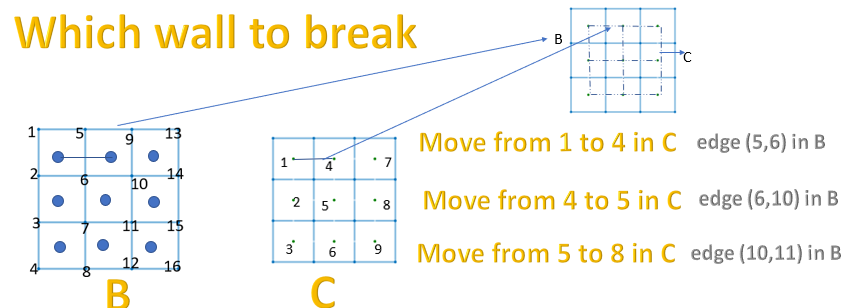 Which wall to break
B
C
1 5 9 13
2 6 10 14
3 7 11 15
4 8 12 16
B
1 4 7
2 5 8
3 6 9
C
Move from 1 to 4 in C edge (5,6) in B
Move from 4 to 5 in C edge (6,10) in B
Move from 5 to 8 in C edge (10,11) in B